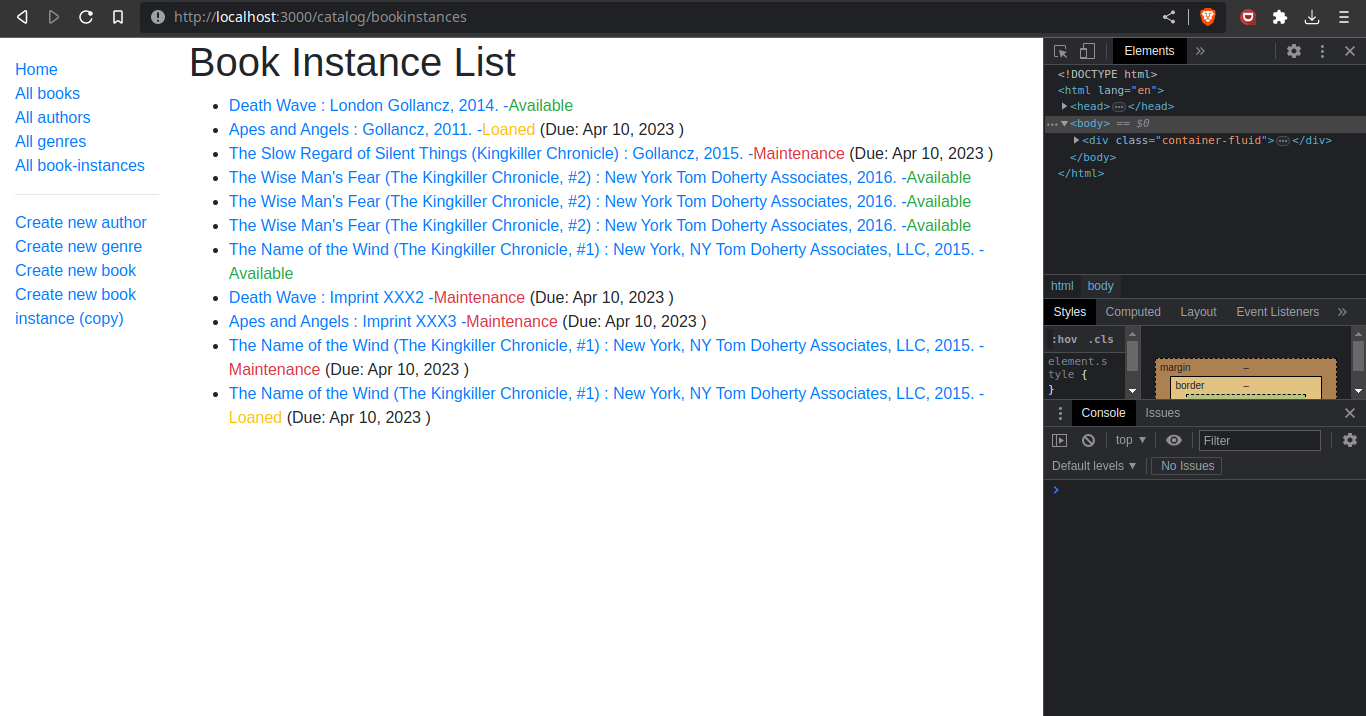 http://localhost:3000/catalog/bookinstances
Home
All books
All authors
All genres
All book-instances
Create new author
Create new genre
Create new book
Create new book
instance (copy)
Book Instance List
Death Wave : London Gollancz, 2014. -Available
Apes and Angels : Gollancz, 2011. -Loaned (Due: Apr 10, 2023 )
The Slow Regard of Silent Things (Kingkiller Chronicle) : Gollancz, 2015. -Maintenance (Due: Apr 10, 2023 )
The Wise Man's Fear (The Kingkiller Chronicle, #2) : New York Tom Doherty Associates, 2016. -Available
The Wise Man's Fear (The Kingkiller Chronicle, #2) : New York Tom Doherty Associates, 2016. -Available
The Wise Man's Fear (The Kingkiller Chronicle, #2) : New York Tom Doherty Associates, 2016. -Available
The Name of the Wind (The Kingkiller Chronicle, #1) : New York, NY Tom Doherty Associates, LLC, 2015. -
Available
Death Wave : Imprint XXX2 -Maintenance (Due: Apr 10, 2023 )
Apes and Angels : Imprint XXX3 -Maintenance (Due: Apr 10, 2023 )
The Name of the Wind (The Kingkiller Chronicle, #1) : New York, NY Tom Doherty Associates, LLC, 2015. -
Maintenance (Due: Apr 10, 2023 )
The Name of the Wind (The Kingkiller Chronicle, #1) : New York, NY Tom Doherty Associates, LLC, 2015. -
Loaned (Due: Apr 10, 2023 )
Elements »
<!DOCTYPE html>
<html lang="en">
<head>…</head>
<body> == $0
<div class="container-fluid">…</div>
</body>
</html>
html body
Styles Computed Layout Event Listeners »
:hov .cls
element.s
tyle {
}
margin –
border –
Console Issues
top Filter
Default levels No Issues